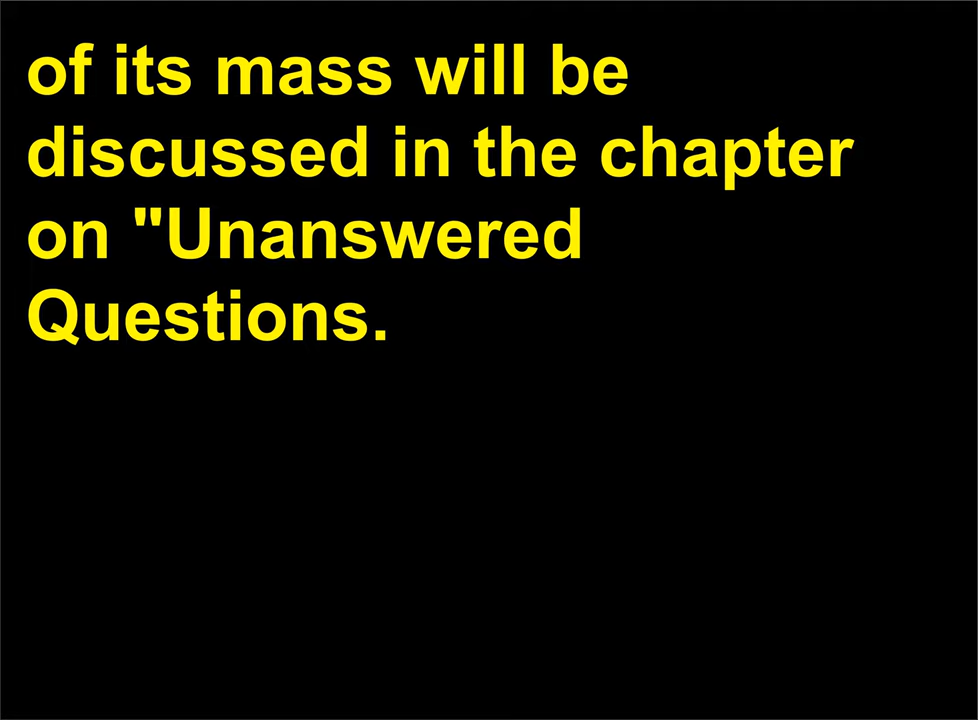 of its mass will be
discussed in the chapter
on "Unanswered
Questions.